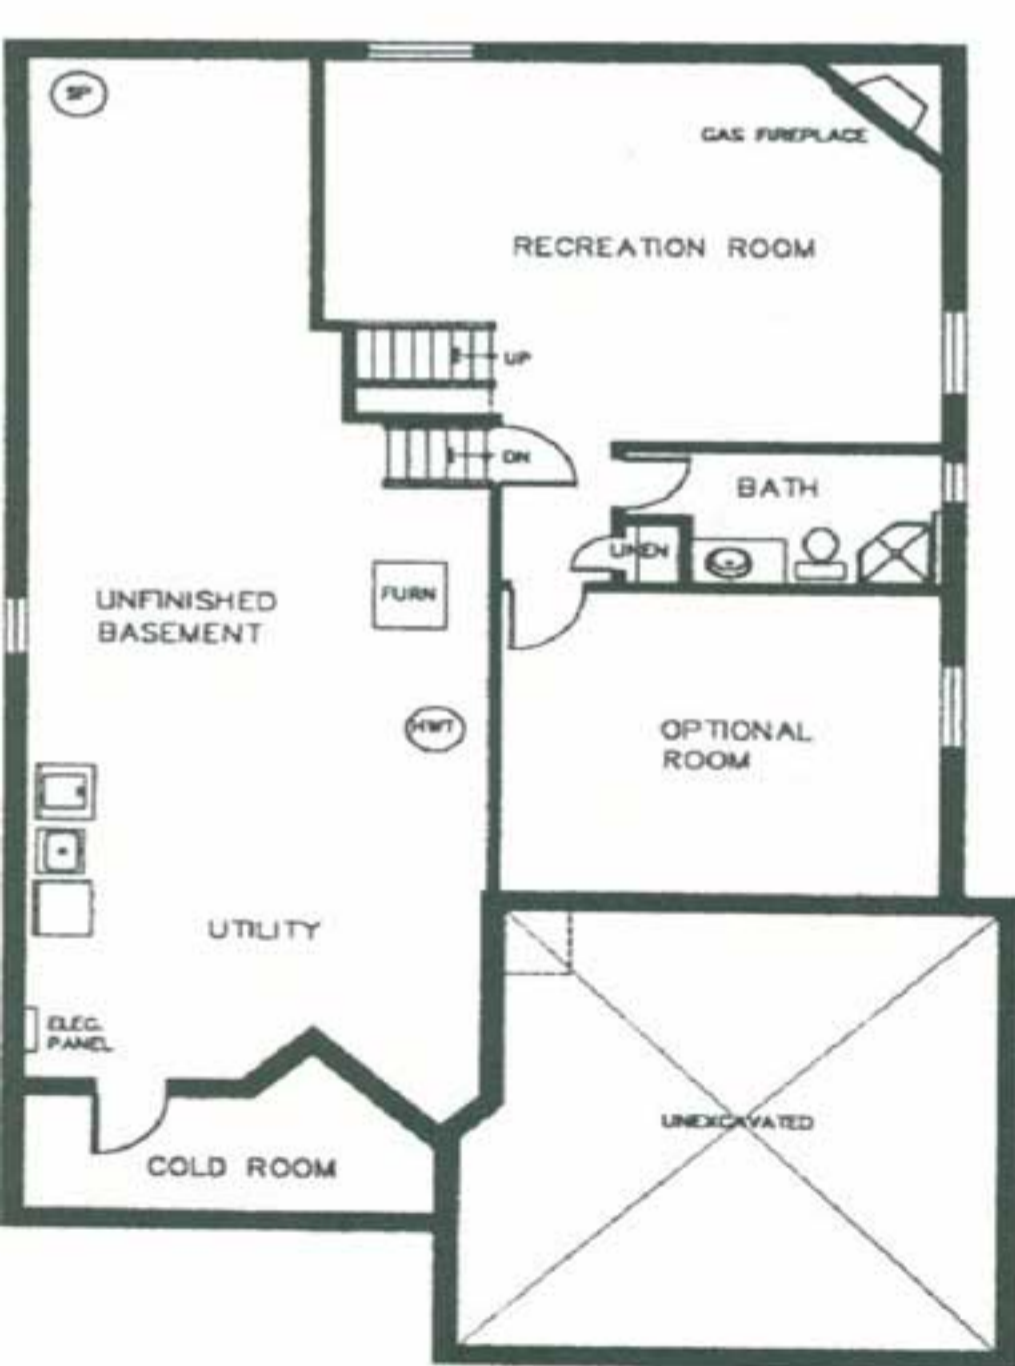 SP
GAS FIREPLACE
RECREATION ROOM
UP
DN
BATH
LINEN
UNFINISHED
BASEMENT
FURN
HWT
OPTIONAL
ROOM
UTILITY
ELEC.
PANEL
UNEXCAVATED
COLD ROOM